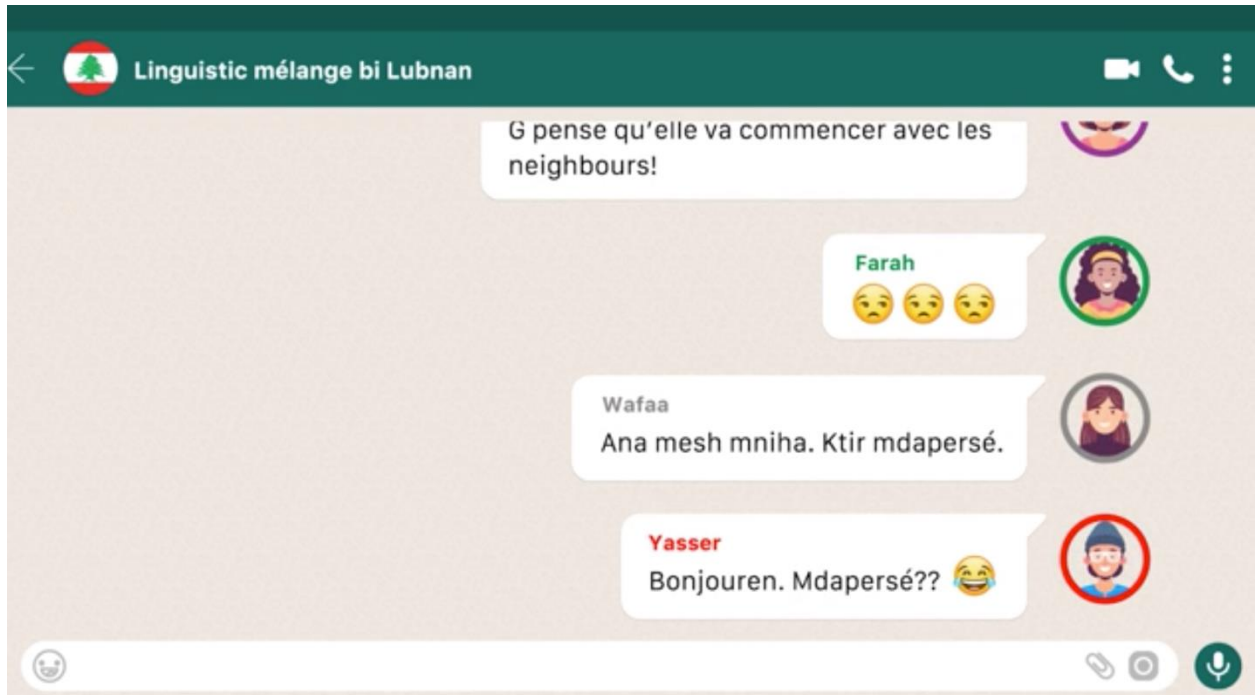 Linguistic mélange bi Lubnan
G pense qu'elle va commencer avec les
neighbours!
Farah
😒 😒 😒
Wafaa
Ana mesh mniha. Ktir mdapersé.
Yasser
Bonjouren. Mdapersé?? 😂